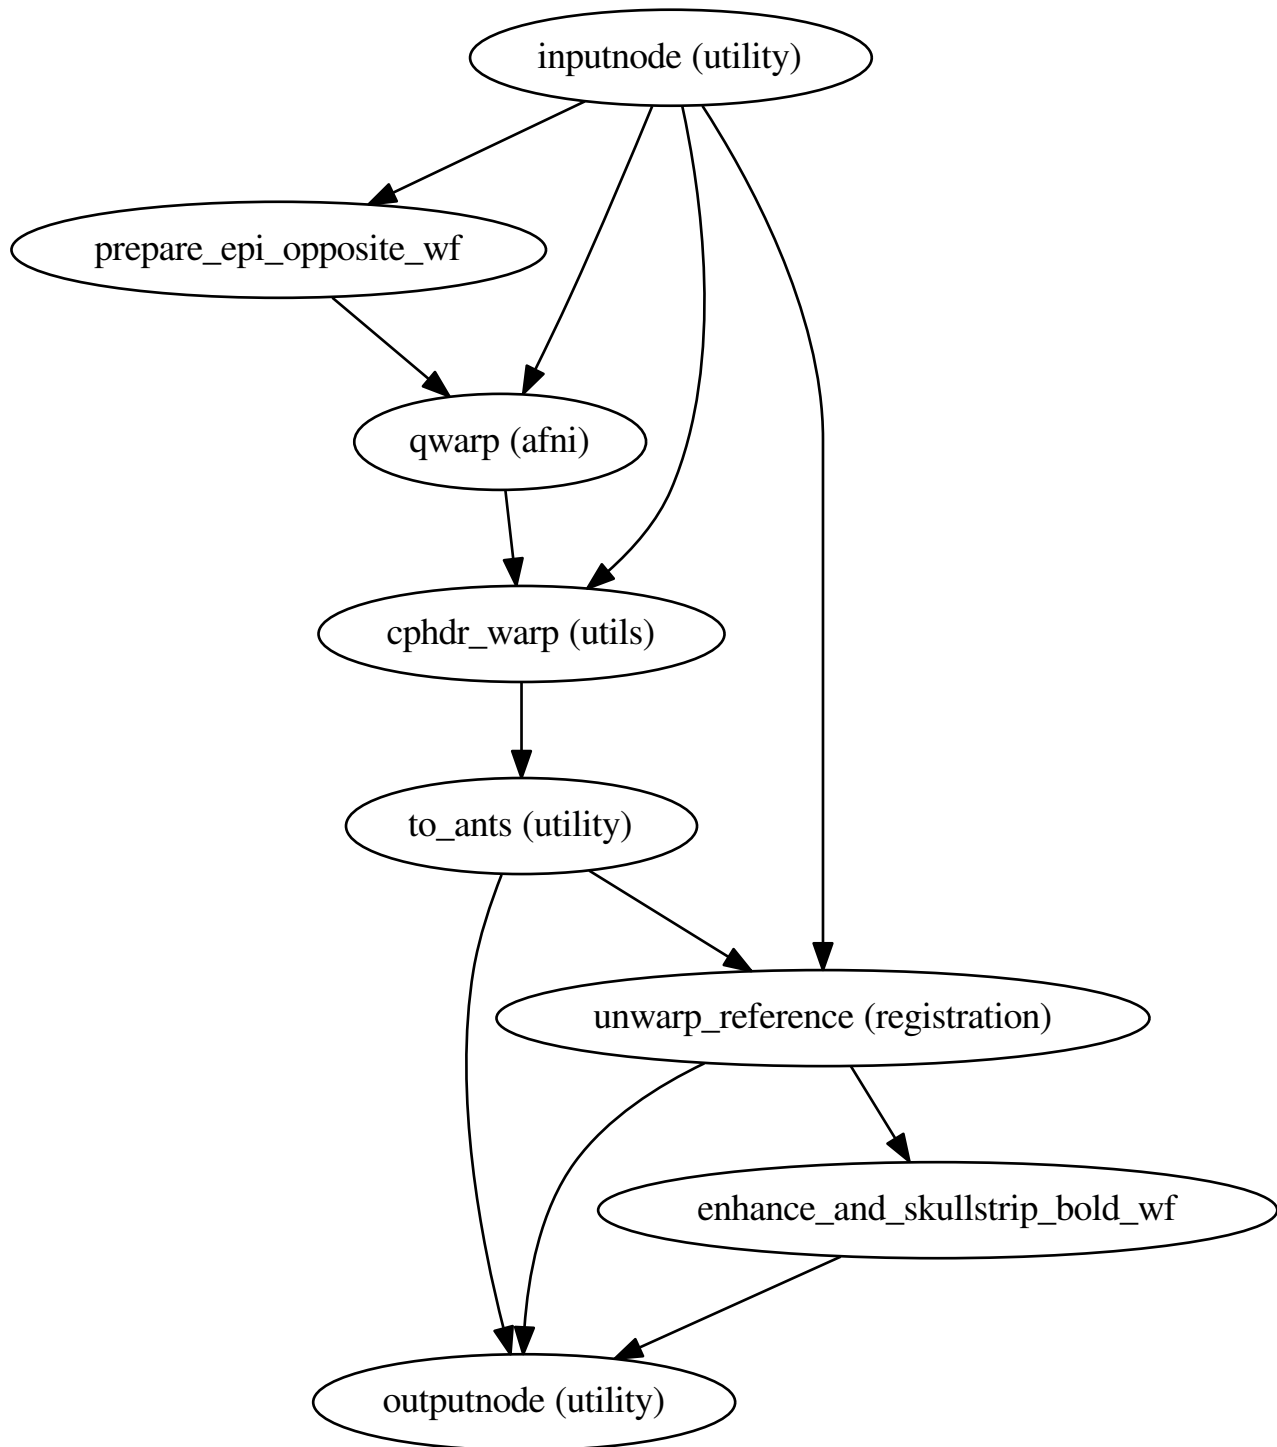 inputnode (utility)
prepare_epi_opposite_wf
qwarp (afni)
cphdr_warp (utils)
to_ants (utility)
unwarp_reference (registration)
enhance_and_skullstrip_bold_wf
outputnode (utility)